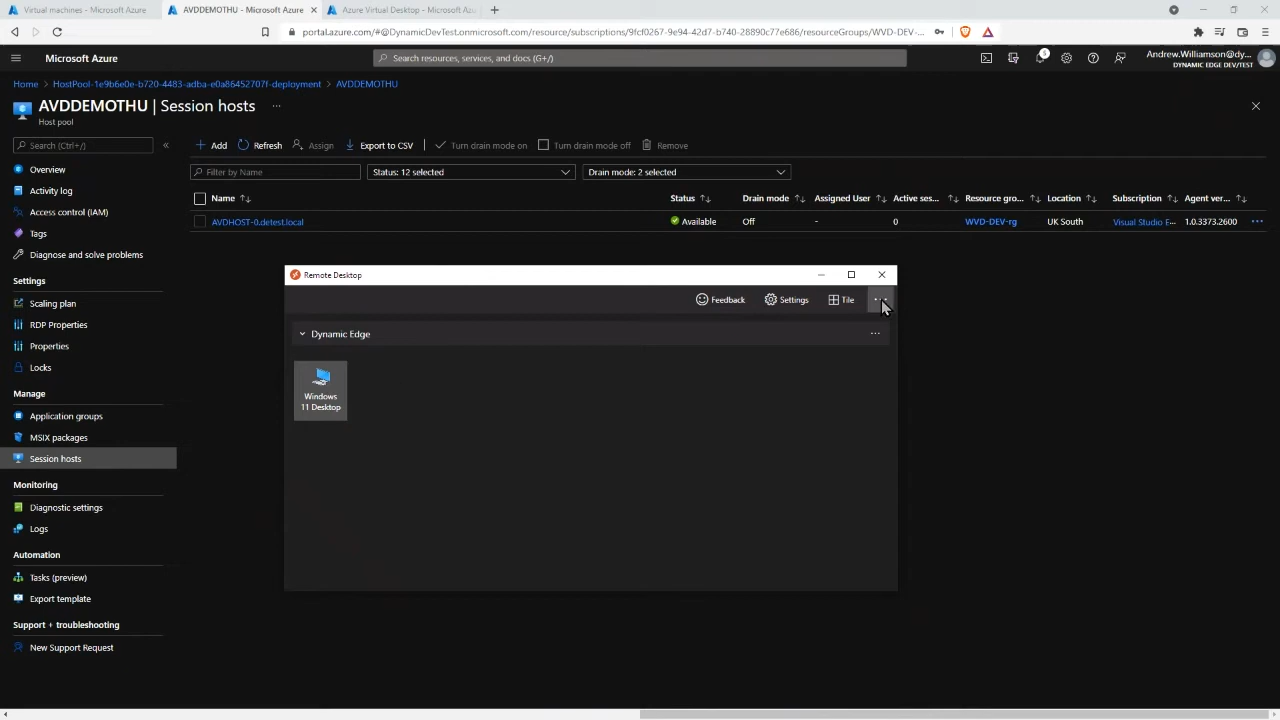 Virtual machines - Microsoft Azure
AVDDEMOTHU - Microsoft Azure
Azure Virtual Desktop - Microsoft Az
portal.azure.com/#@DynamicDevTest.onmicrosoft.com/resource/subscriptions/9fcf0267-9e94-42d7-b740-28890c77e686/resourceGroups/WVD-DEV-...
Microsoft Azure
Search resources, services, and docs (G+/)
6
Andrew.Williamson@dy...
DYNAMIC EDGE DEV/TEST
Home > HostPool-1e9b6e0e-b720-4483-adba-e0a86452707f-deployment > AVDDEMOTHU
AVDDEMOTHU | Session hosts ...
Host pool
Search (Ctrl+/)
«
Add
Refresh
Assign
Export to CSV
Turn drain mode on
Turn drain mode off
Remove
Filter by Name
Status: 12 selected
Drain mode: 2 selected
Name Status Drain mode Assigned User Active ses... Resource gro... Location Subscription Agent ver...
AVDHOST-0.detest.local Available Off - 0 WVD-DEV-rg UK South Visual Studio E... 1.0.3373.2600 ...
Overview
Activity log
Access control (IAM)
Tags
Diagnose and solve problems
Settings
Scaling plan
RDP Properties
Properties
Locks
Manage
Application groups
MSIX packages
Session hosts
Monitoring
Diagnostic settings
Logs
Automation
Tasks (preview)
Export template
Support + troubleshooting
New Support Request
Remote Desktop
Feedback
Settings
Tile
...
Dynamic Edge
...
Windows
11 Desktop